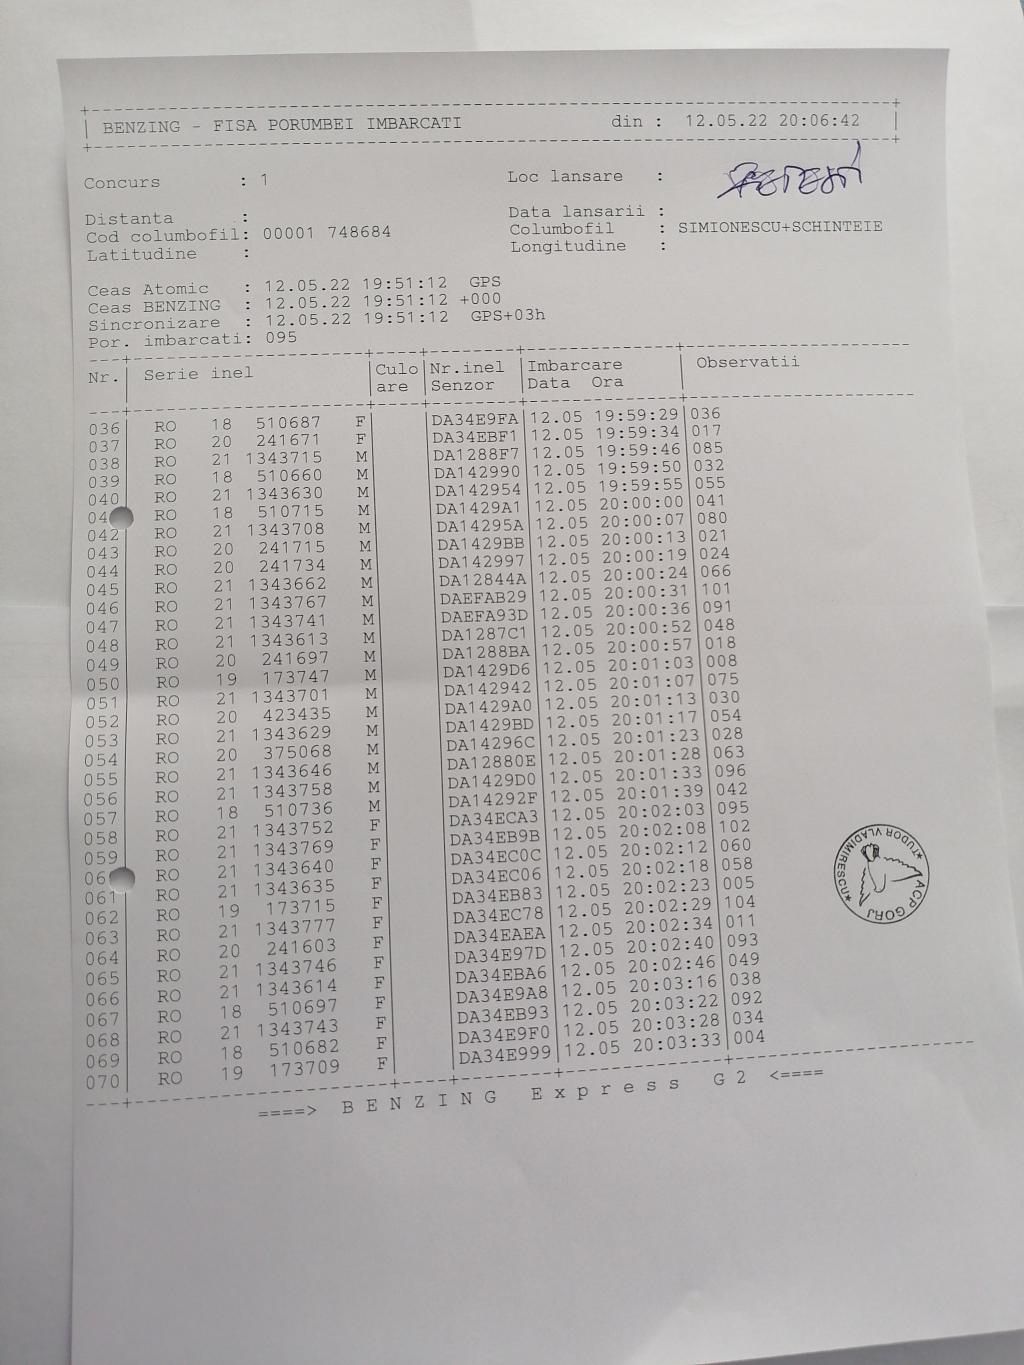 BENZING - FISA PORUMBEI IMBARCATI din : 12.05.22 20:06:42
Concurs : 1 Loc lansare :
Distanta : Data lansarii :
Cod columbofil: 00001 748684 Columbofil : SIMIONESCU+SCHINTEIE
Latitudine : Longitudine :
Ceas Atomic : 12.05.22 19:51:12 GPS
Ceas BENZING : 12.05.22 19:51:12 +000
Sincronizare : 12.05.22 19:51:12 GPS+03h
Por. imbarcati: 095
Nr. Serie inel Culo Nr.inel Imbarcare Observatii
are Senzor Data Ora
036 RO 18 510687 F DA34E9FA 12.05 19:59:29 036
037 RO 20 241671 F DA34EBF1 12.05 19:59:34 017
038 RO 21 1343715 M DA1288F7 12.05 19:59:46 085
039 RO 18 510660 M DA142990 12.05 19:59:50 032
040 RO 21 1343630 M DA142954 12.05 19:59:55 055
04 RO 18 510715 M DA1429A1 12.05 20:00:00 041
042 RO 21 1343708 M DA14295A 12.05 20:00:07 080
043 RO 20 241715 M DA1429BB 12.05 20:00:13 021
044 RO 20 241734 M DA142997 12.05 20:00:19 024
045 RO 21 1343662 M DA12844A 12.05 20:00:24 066
046 RO 21 1343767 M DAEFAB29 12.05 20:00:31 101
047 RO 21 1343741 M DAEFA93D 12.05 20:00:36 091
048 RO 21 1343613 M DA1287C1 12.05 20:00:52 048
049 RO 20 241697 M DA1288BA 12.05 20:00:57 018
050 RO 19 173747 M DA1429D6 12.05 20:01:03 008
051 RO 21 1343701 M DA142942 12.05 20:01:07 075
052 RO 20 423435 M DA1429A0 12.05 20:01:13 030
053 RO 21 1343629 M DA1429BD 12.05 20:01:17 054
054 RO 20 375068 M DA14296C 12.05 20:01:23 028
055 RO 21 1343646 M DA12880E 12.05 20:01:28 063
056 RO 21 1343758 M DA1429D0 12.05 20:01:33 096
057 RO 18 510736 M DA14292F 12.05 20:01:39 042
058 RO 21 1343752 F DA34ECA3 12.05 20:02:03 095
059 RO 21 1343769 F DA34EB9B 12.05 20:02:08 102
06 RO 21 1343640 F DA34EC0C 12.05 20:02:12 060
061 RO 21 1343635 F DA34EC06 12.05 20:02:18 058
062 RO 19 173715 F DA34EB83 12.05 20:02:23 005
063 RO 21 1343777 F DA34EC78 12.05 20:02:29 104
064 RO 20 241603 F DA34EAEA 12.05 20:02:34 011
065 RO 21 1343746 F DA34E97D 12.05 20:02:40 093
066 RO 21 1343614 F DA34EBA6 12.05 20:02:46 049
067 RO 18 510697 F DA34E9A8 12.05 20:03:16 038
068 RO 21 1343743 F DA34EB93 12.05 20:03:22 092
069 RO 18 510682 F DA34E9F0 12.05 20:03:28 034
070 RO 19 173709 F DA34E999 12.05 20:03:33 004
====> BENZING Express G2 <====
*TUDOR VLADIMIRESCU*
ACP GORJ